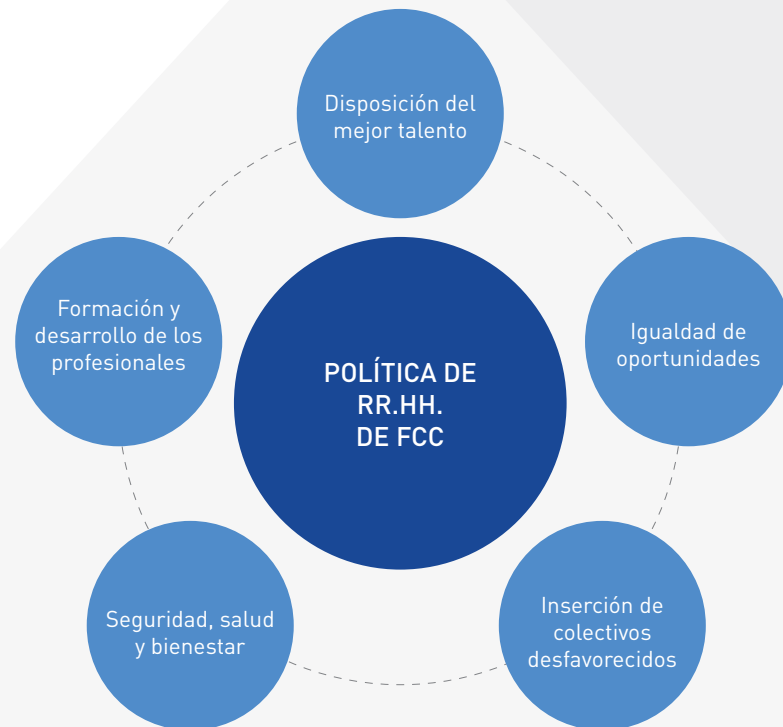 Disposición del
mejor talento
Igualdad de
oportunidades
Inserción de
colectivos
desfavorecidos
Seguridad, salud
y bienestar
Formación y
desarrollo de los
profesionales
POLÍTICA DE
RR.HH.
DE FCC